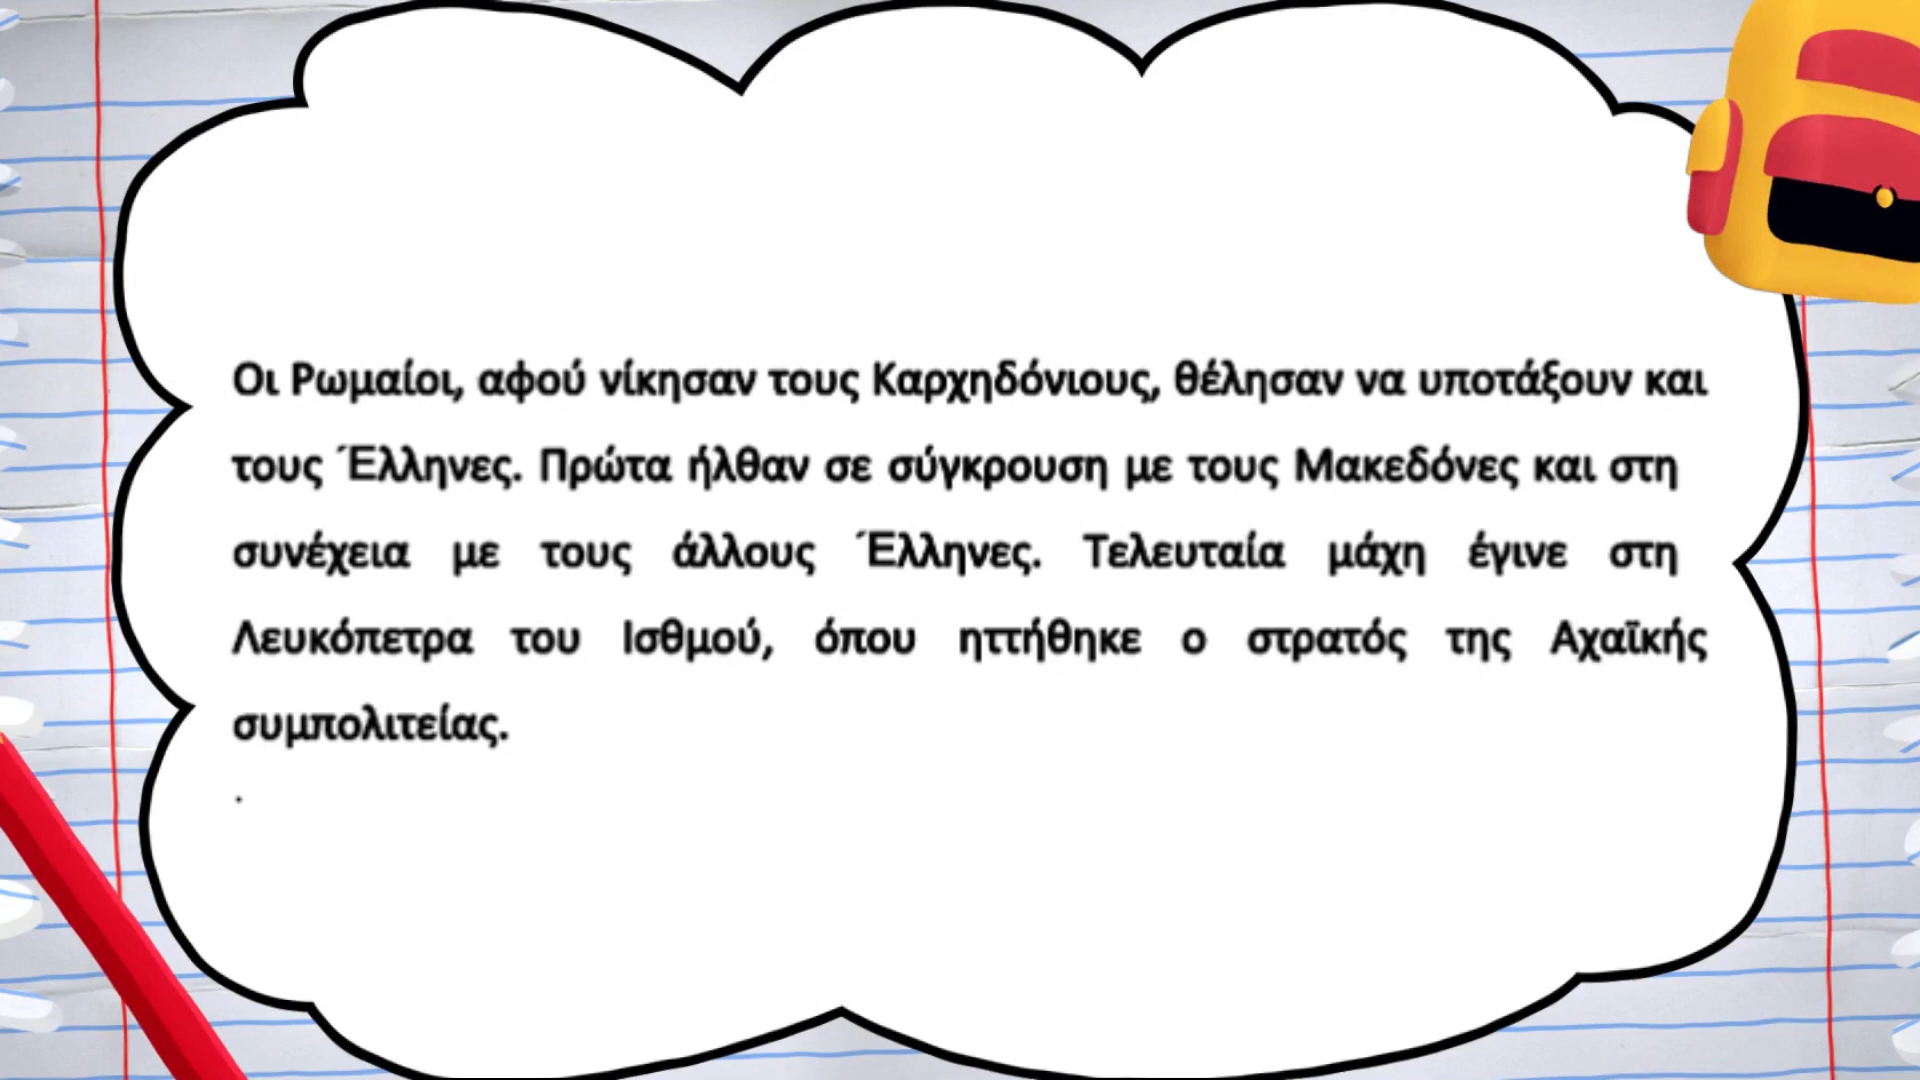 Οι Ρωμαίοι, αφού νίκησαν τους Καρχηδόνιους, θέλησαν να υποτάξουν και
τους Έλληνες. Πρώτα ήλθαν σε σύγκρουση με τους Μακεδόνες και στη
συνέχεια με τους άλλους Έλληνες. Τελευταία μάχη έγινε στη
Λευκόπετρα του Ισθμού, όπου ηττήθηκε ο στρατός της Αχαϊκής
συμπολιτείας.
.